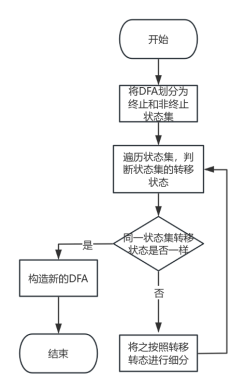 开始
将DFA划分为
终止和非终止
状态集
遍历状态集，判
断状态集的转移
状态
同一状态集转移
状态是否一样
是
构造新的DFA
否
结束
将之按照转移
转态进行细分